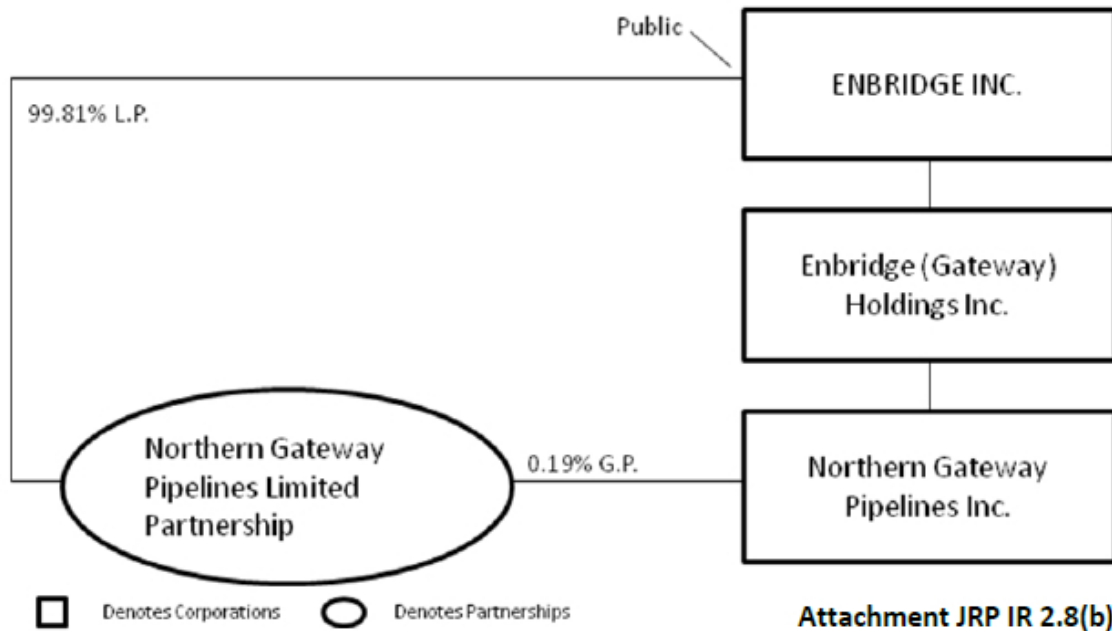 Public
ENBRIDGE INC.
99.81% L.P.
Enbridge (Gateway)
Holdings Inc.
Northern Gateway
Pipelines Limited
Partnership
0.19% G.P.
Northern Gateway
Pipelines Inc.
Denotes Corporations
Denotes Partnerships
Attachment JRP IR 2.8(b)